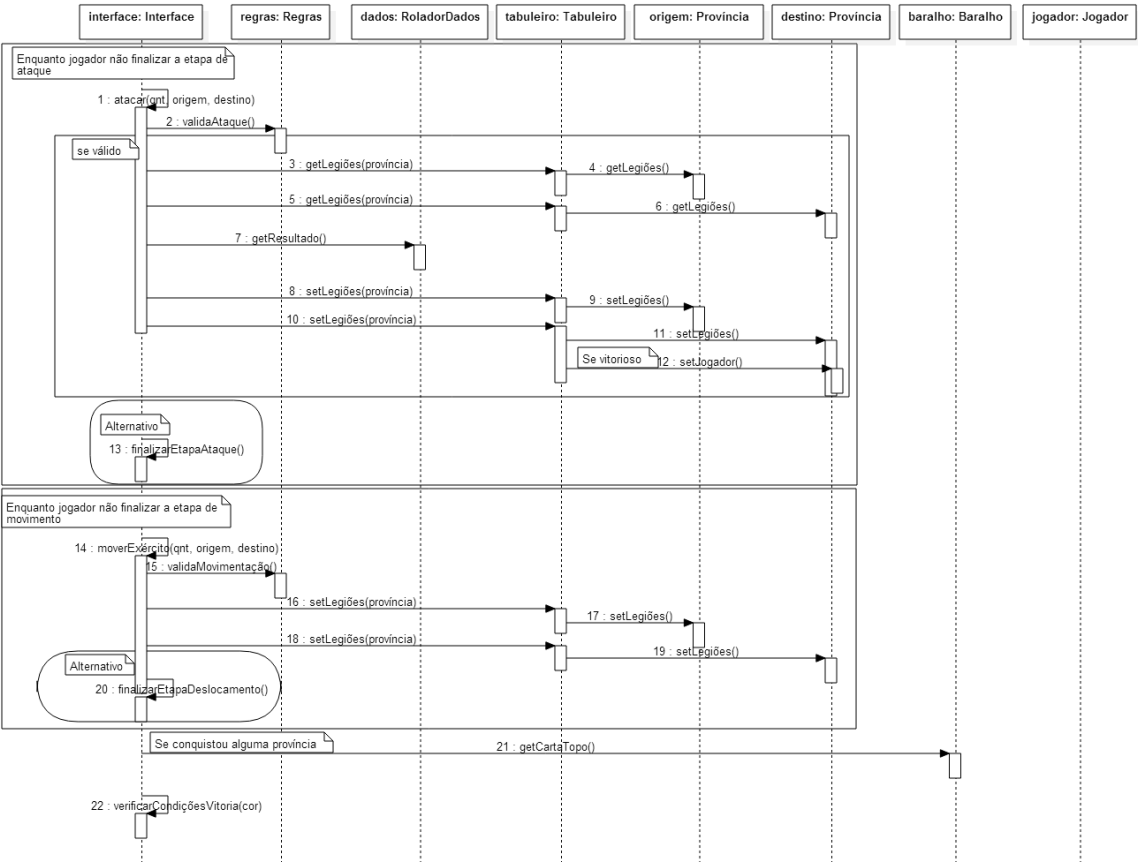 interface: Interface
regras: Regras
dados: RoladorDados
tabuleiro: Tabuleiro
origem: Província
destino: Província
baralho: Baralho
jogador: Jogador
Enquanto jogador não finalizar a etapa de
ataque
1 : atacar(qnt, origem, destino)
2 : validaAtaque()
se válido
3 : getLegiões(província)
4 : getLegiões()
5 : getLegiões(província)
6 : getLegiões()
7 : getResultado()
8 : setLegiões(província)
9 : setLegiões()
10 : setLegiões(província)
11 : setLegiões()
Se vitorioso
12 : setJogador()
Alternativo
13 : finalizarEtapaAtaque()
Enquanto jogador não finalizar a etapa de
movimento
14 : moverExército(qnt, origem, destino)
15 : validaMovimentação()
16 : setLegiões(província)
17 : setLegiões()
18 : setLegiões(província)
19 : setLegiões()
Alternativo
20 : finalizarEtapaDeslocamento()
Se conquistou alguma província
21 : getCartaTopo()
22 : verificarCondiçõesVitoria(cor)